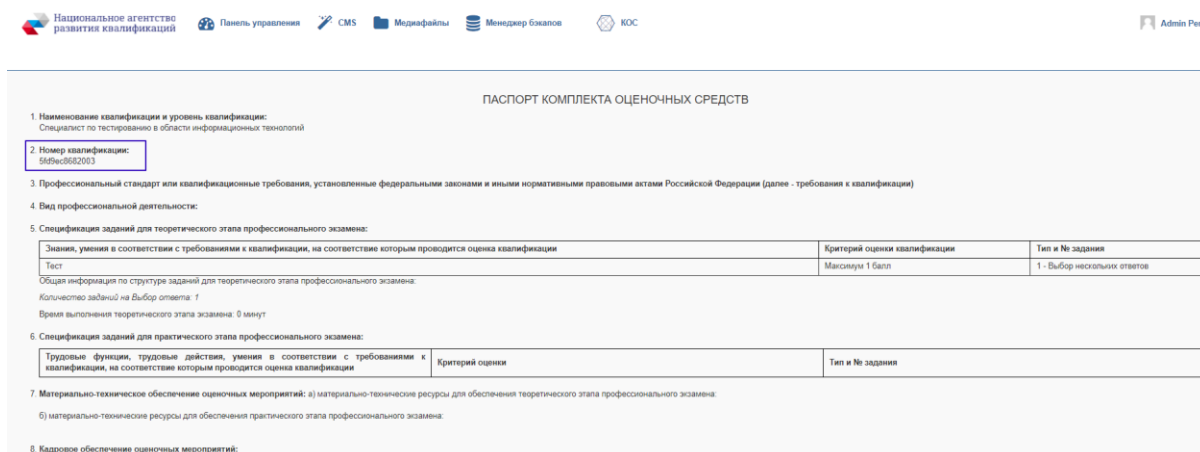 Национальное агентство
развития квалификаций
Панель управления
CMS
Медиафайлы
Менеджер бэкапов
КОС
Admin Per
ПАСПОРТ КОМПЛЕКТА ОЦЕНОЧНЫХ СРЕДСТВ
1. Наименование квалификации и уровень квалификации:
Специалист по тестированию в области информационных технологий
2. Номер квалификации:
5fd9ec8682003
3. Профессиональный стандарт или квалификационные требования, установленные федеральными законами и иными нормативными правовыми актами Российской Федерации (далее - требования к квалификации)
4. Вид профессиональной деятельности:
5. Спецификация заданий для теоретического этапа профессионального экзамена:
Знания, умения в соответствии с требованиями к квалификации, на соответствие которым проводится оценка квалификации
Критерий оценки квалификации
Тип и № задания
Тест
Максимум 1 балл
1 - Выбор нескольких ответов
Общая информация по структуре заданий для теоретического этапа профессионального экзамена:
Количество заданий на Выбор ответа: 1
Время выполнения теоретического этапа экзамена: 0 минут
6. Спецификация заданий для практического этапа профессионального экзамена:
Трудовые функции, трудовые действия, умения в соответствии с требованиями к
квалификации, на соответствие которым проводится оценка квалификации
Критерий оценки
Тип и № задания
7. Материально-техническое обеспечение оценочных мероприятий: а) материально-технические ресурсы для обеспечения теоретического этапа профессионального экзамена:
б) материально-технические ресурсы для обеспечения практического этапа профессионального экзамена:
8. Кадровое обеспечение оценочных мероприятий: